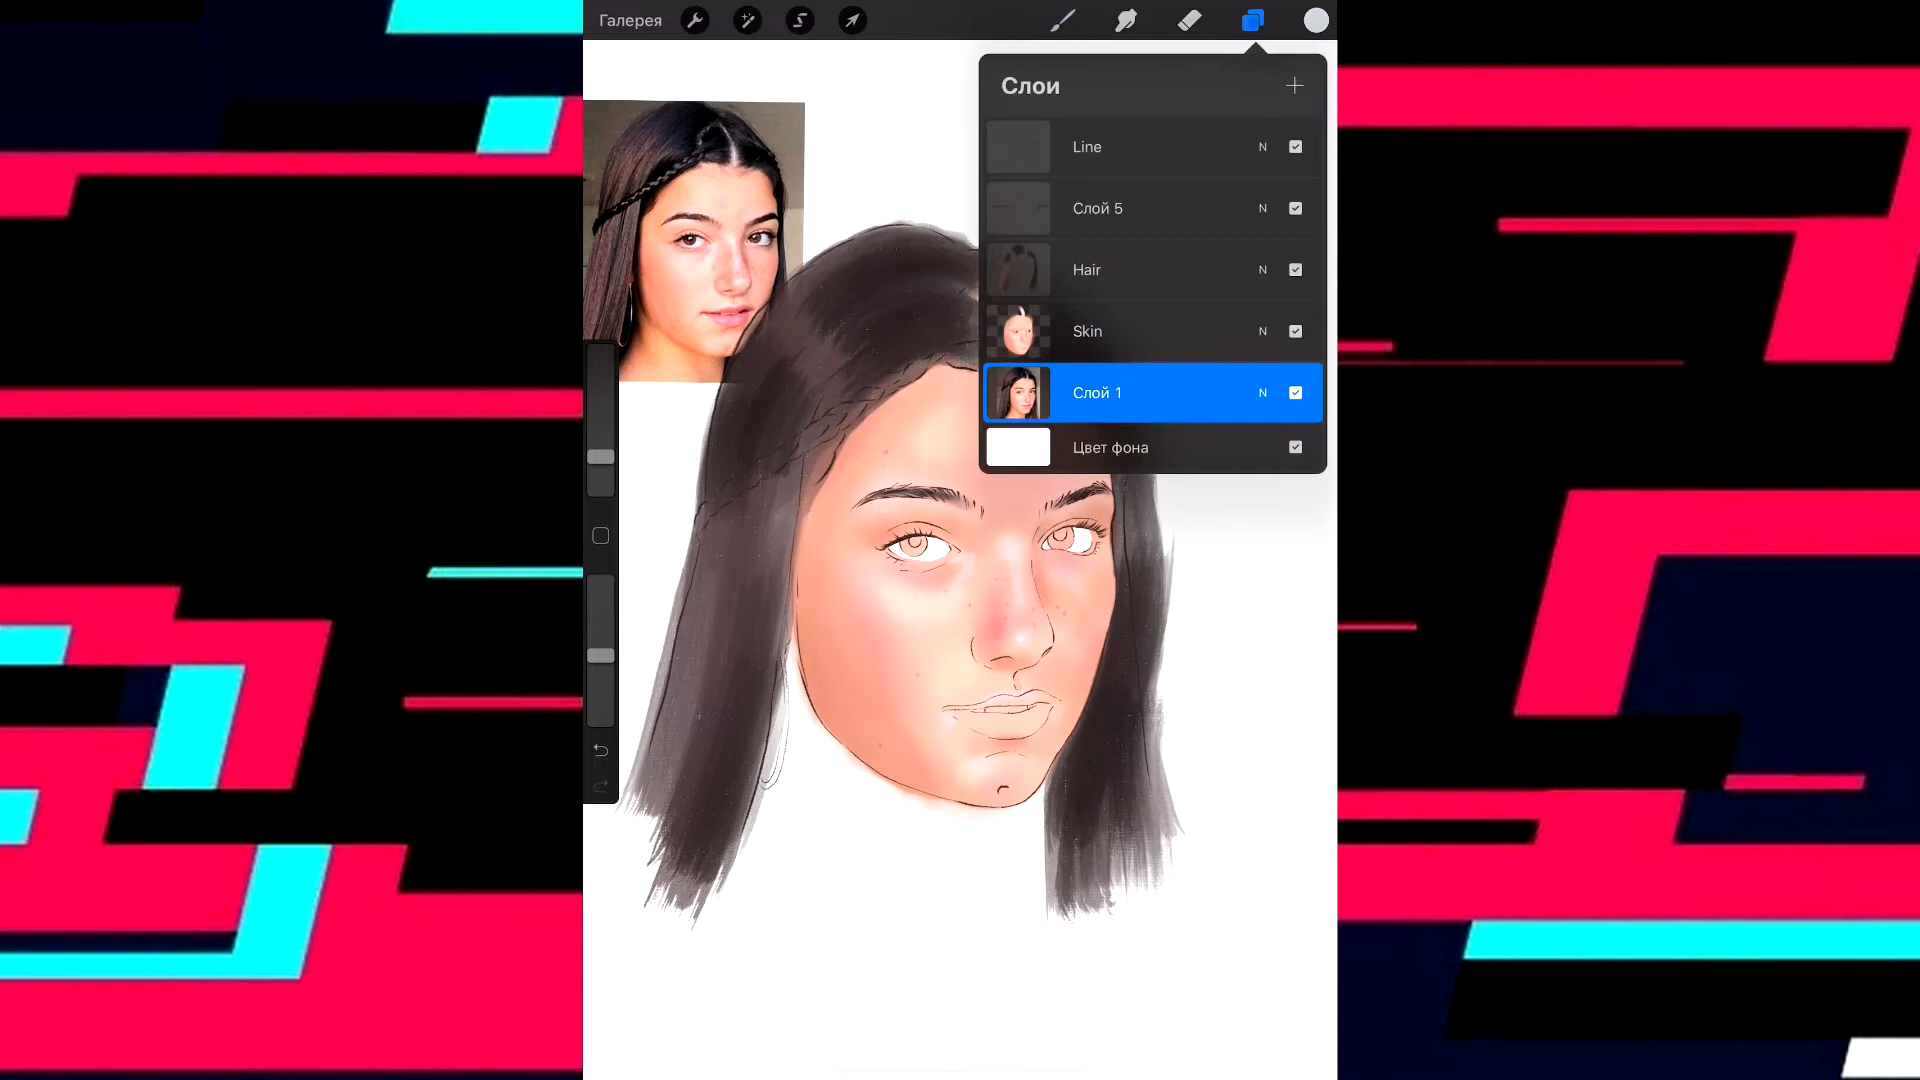 Галерея
Слои
Line N
Слой 5 N
Hair N
Skin N
Слой 1 N
Цвет фона